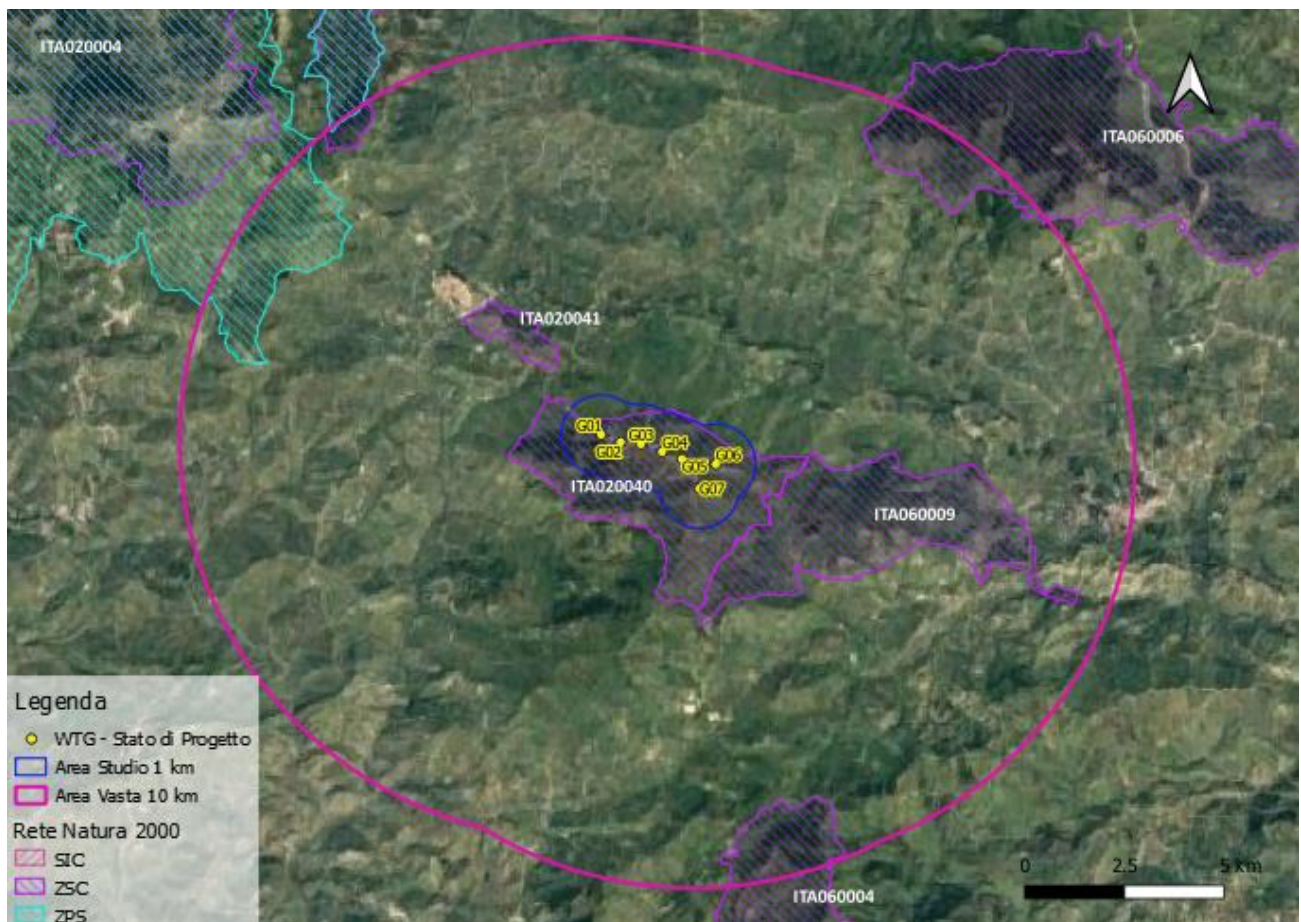 ITA020004
ITA060006
ITA020041
G01
G02
G03
G04
G05
G06
G07
ITA020040
ITA060009
ITA060004
Legenda
WTG - Stato di Progetto
Area Studio 1 km
Area Vasta 10 km
Rete Natura 2000
SIC
ZSC
ZPS
0 2.5 5 km